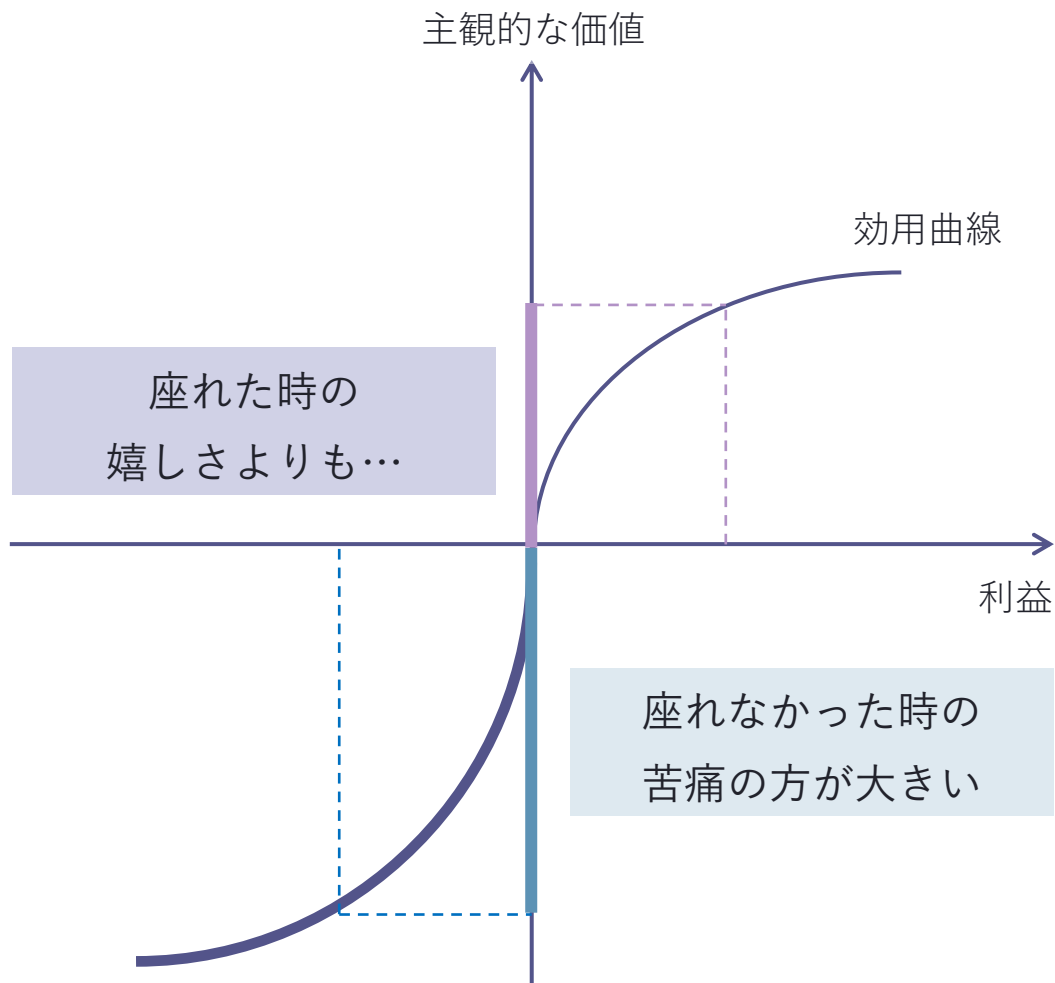 主観的な価値
効用曲線
座れた時の
嬉しさよりも…
利益
座れなかった時の
苦痛の方が大きい